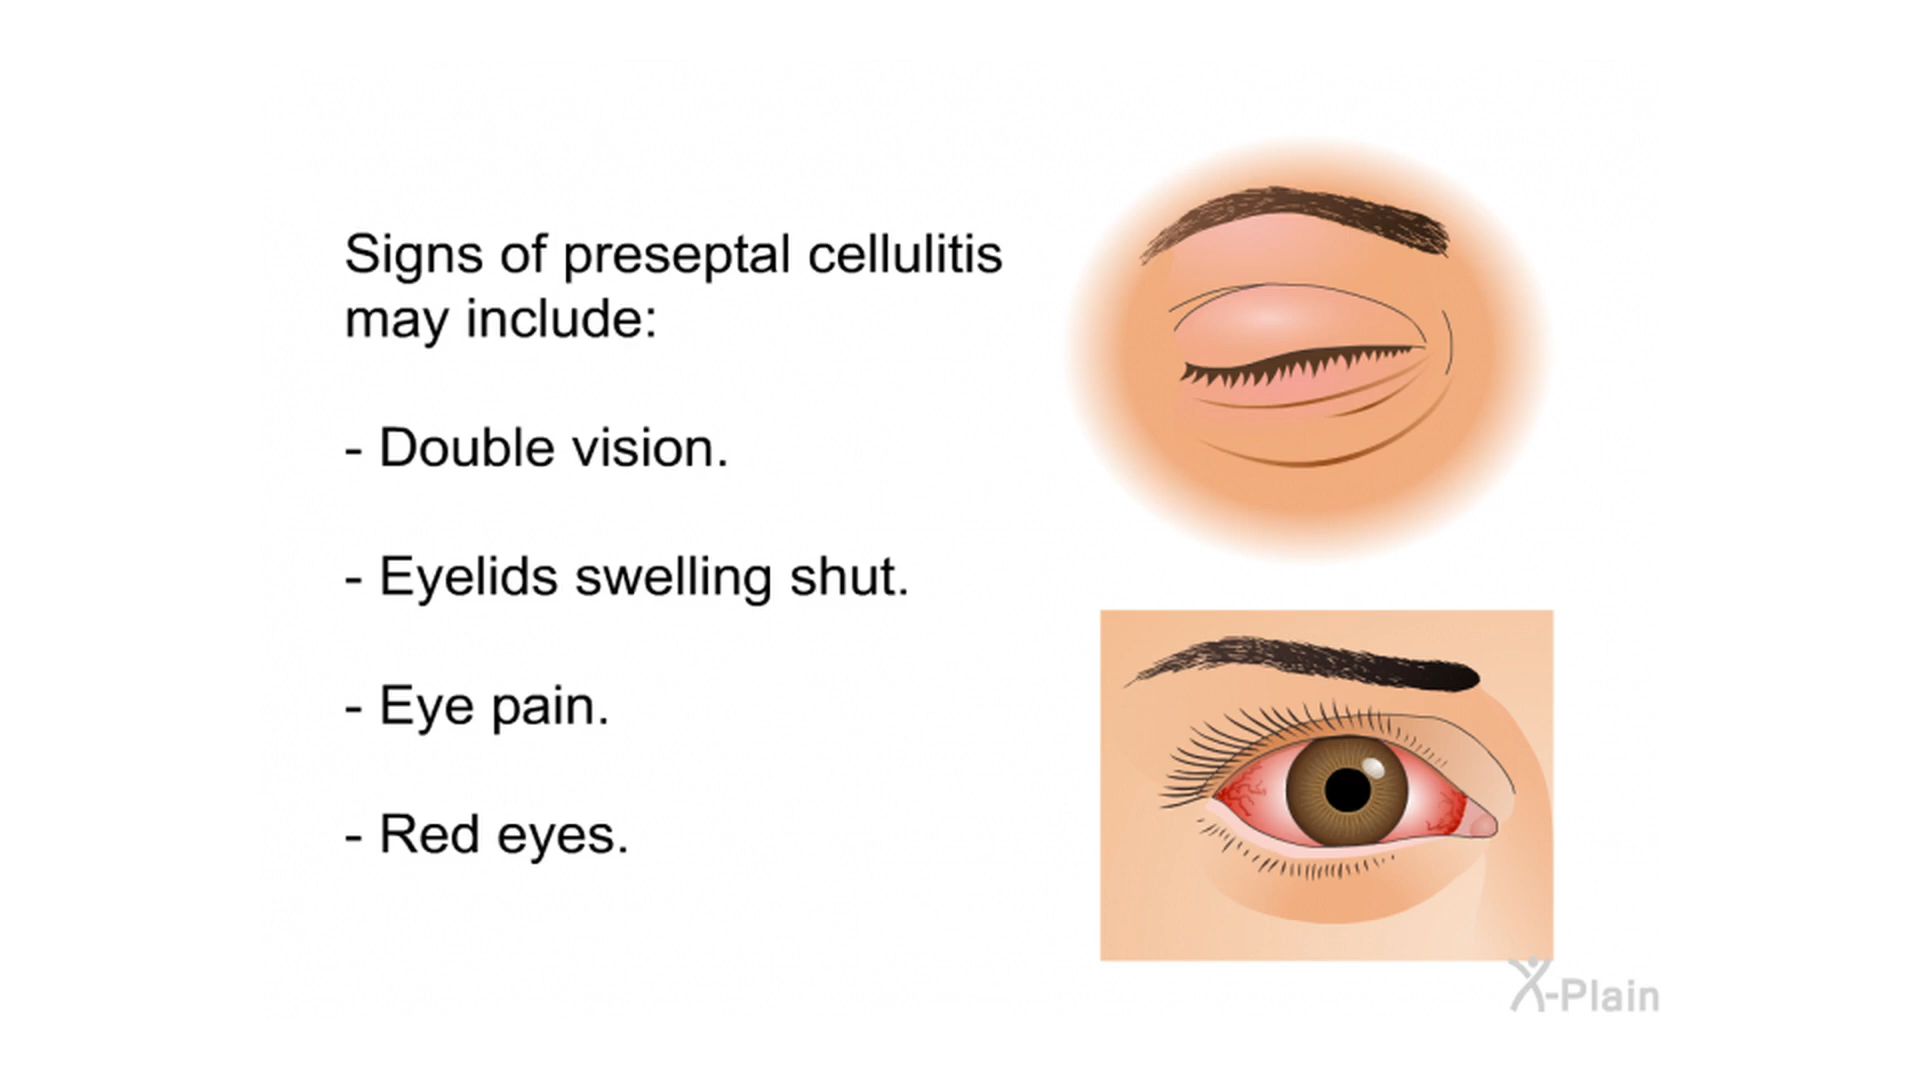 Signs of preseptal cellulitis
may include:
- Double vision.
- Eyelids swelling shut.
- Eye pain.
- Red eyes.
X-Plain